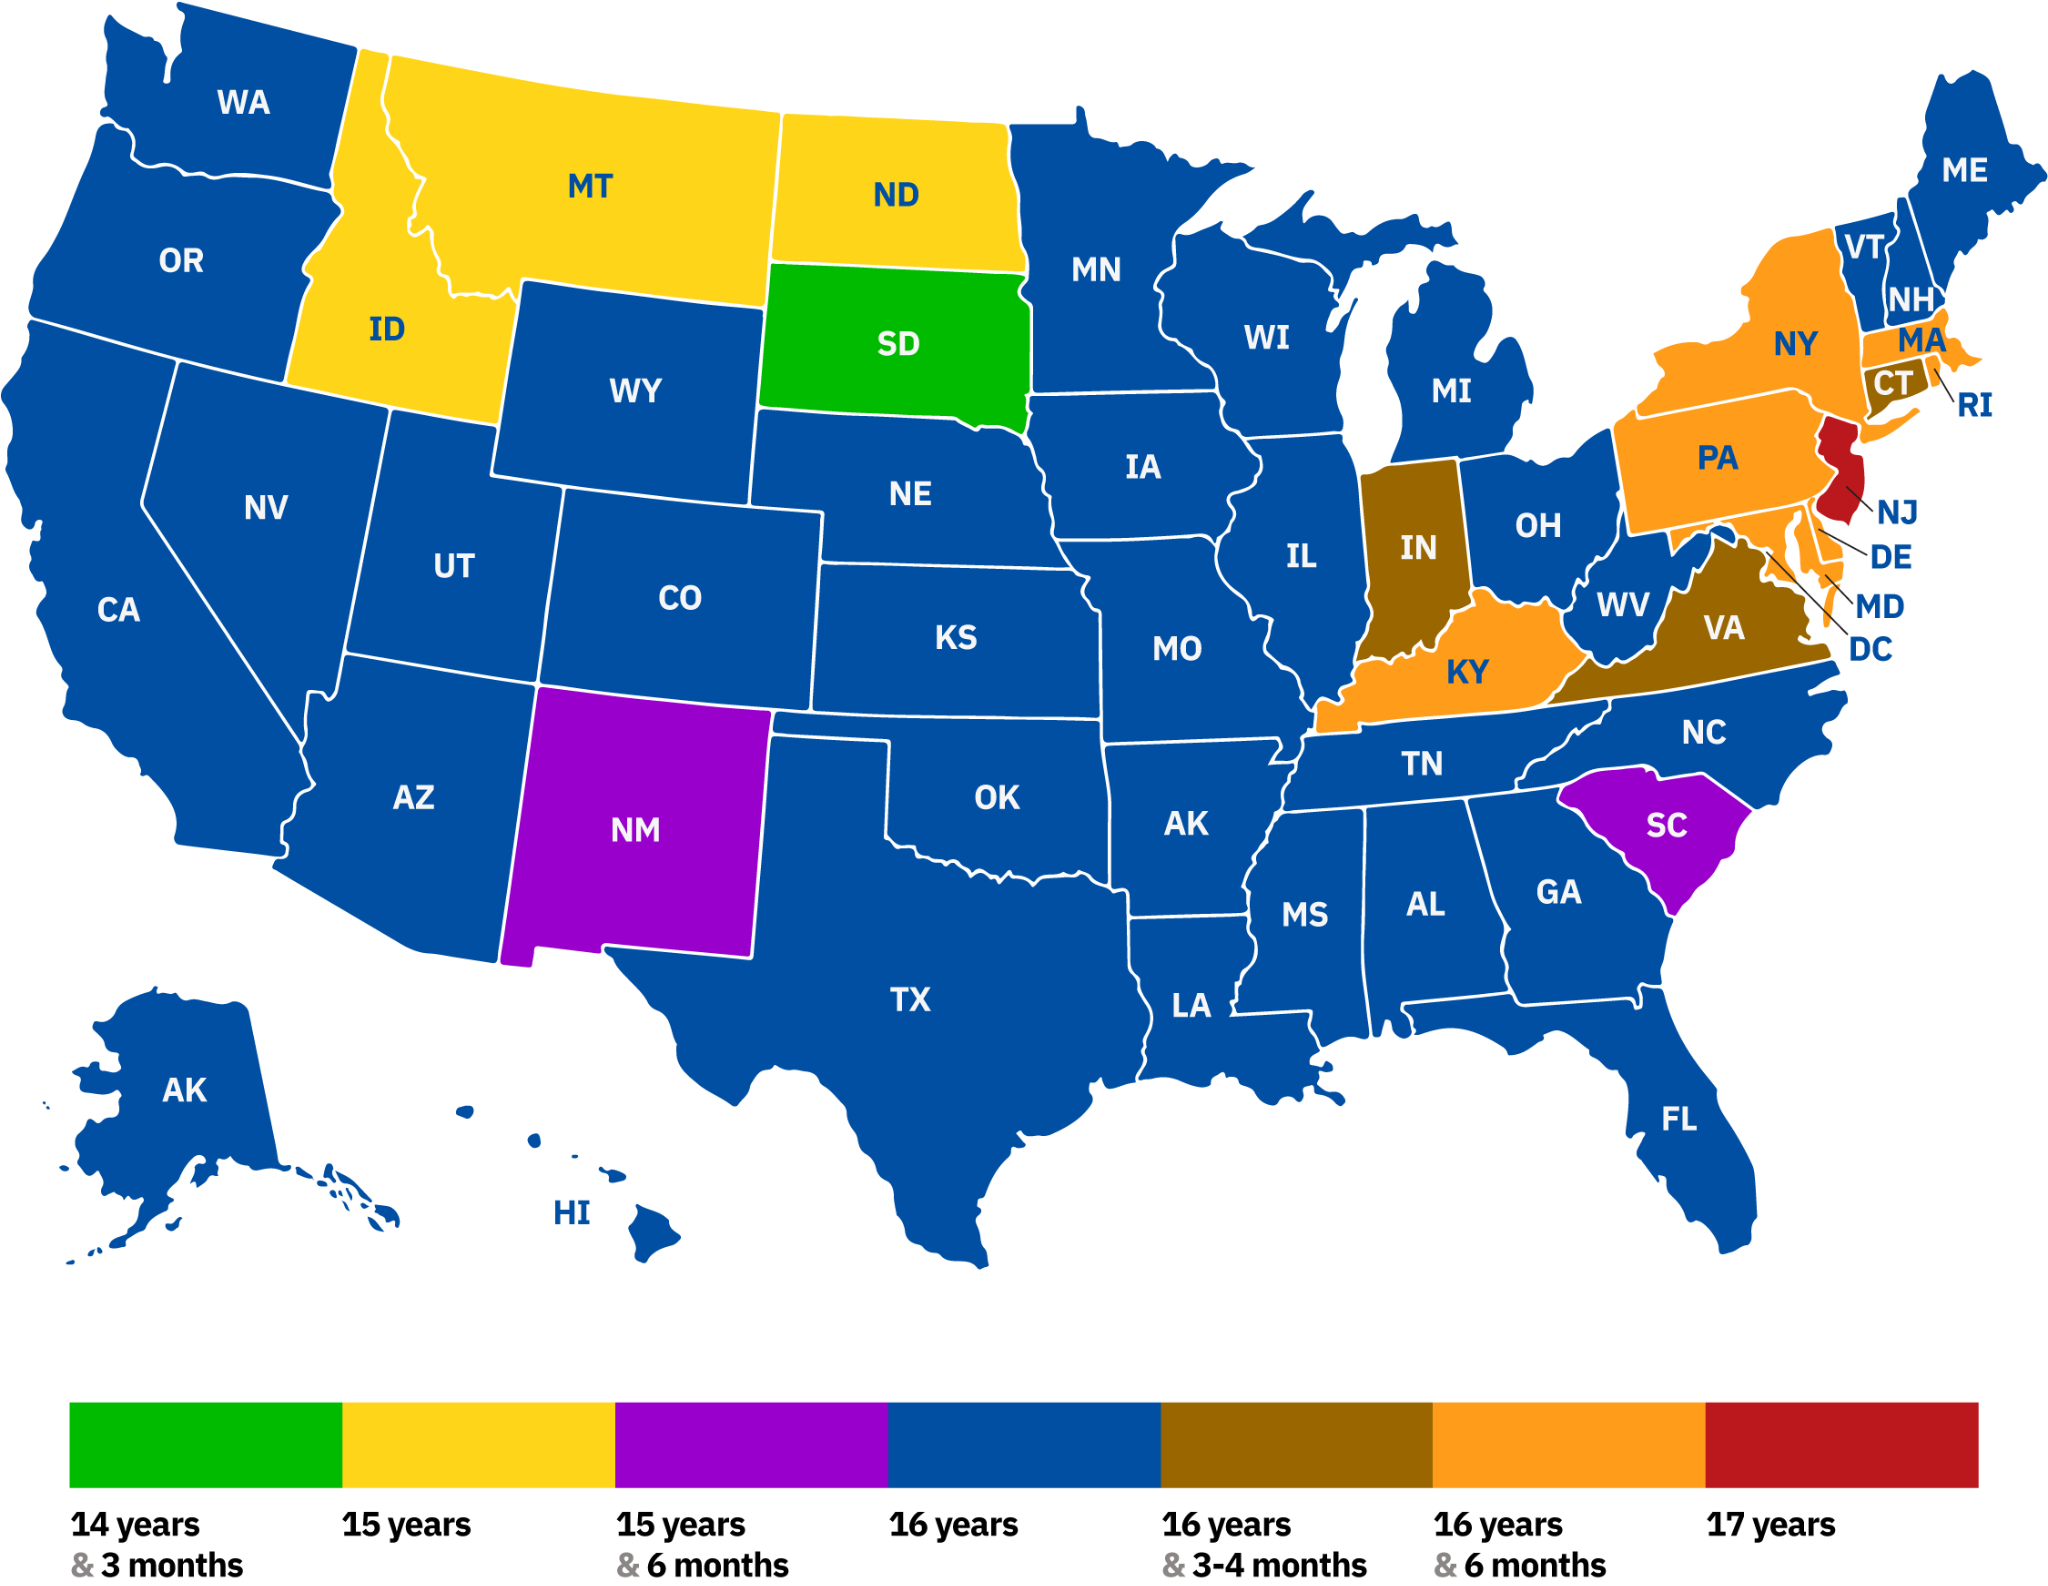 WA
ME
MT
ND
VT
OR
MN
NH
ID
SD
WI
NY
MA
WY
MI
CT
RI
IA
PA
NE
NV
NJ
OH
IN
IL
DE
UT
CO
CA
WV
MD
KS
VA
MO
DC
KY
NC
TN
AZ
OK
NM
AK
SC
GA
MS
AL
TX
LA
AK
FL
HI
14 years
& 3 months
15 years
15 years
& 6 months
16 years
16 years
& 3-4 months
16 years
& 6 months
17 years